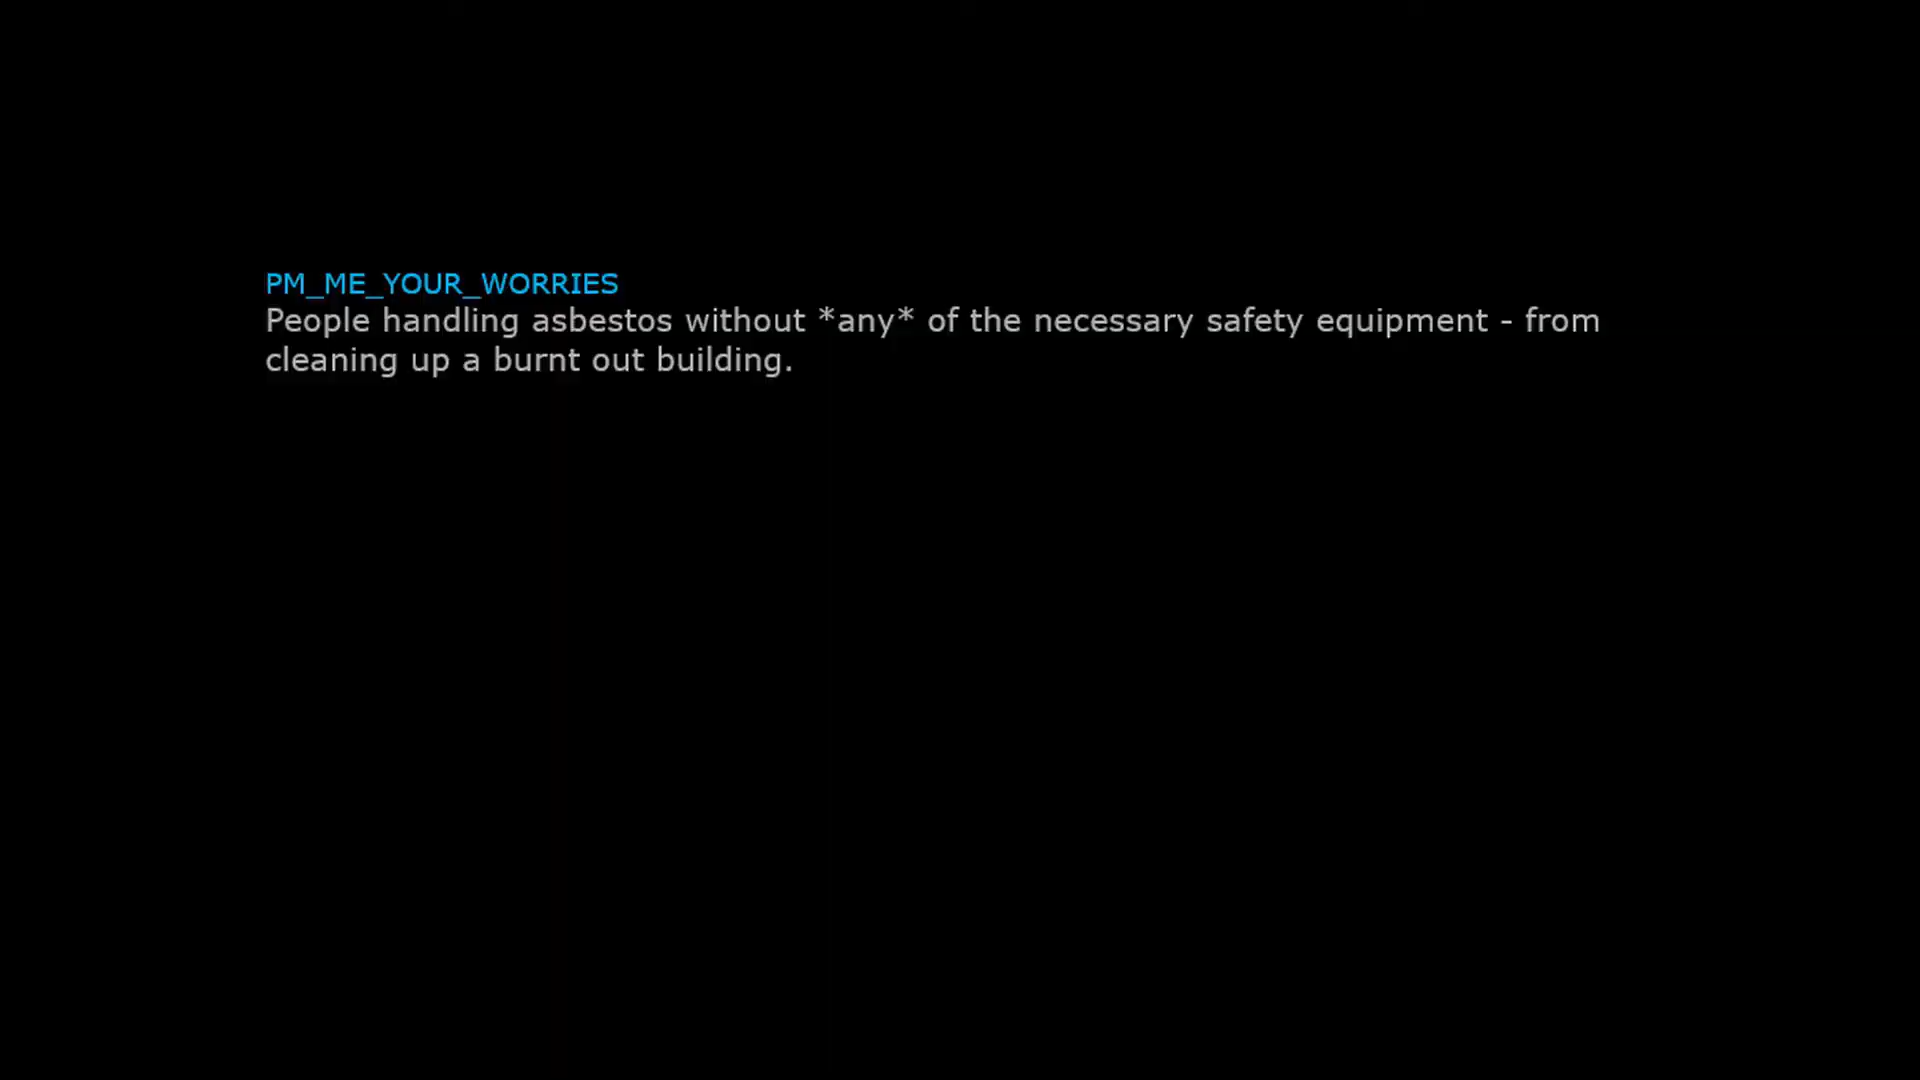 PM_ME_YOUR_WORRIES
People handling asbestos without *any* of the necessary safety equipment - from
cleaning up a burnt out building.